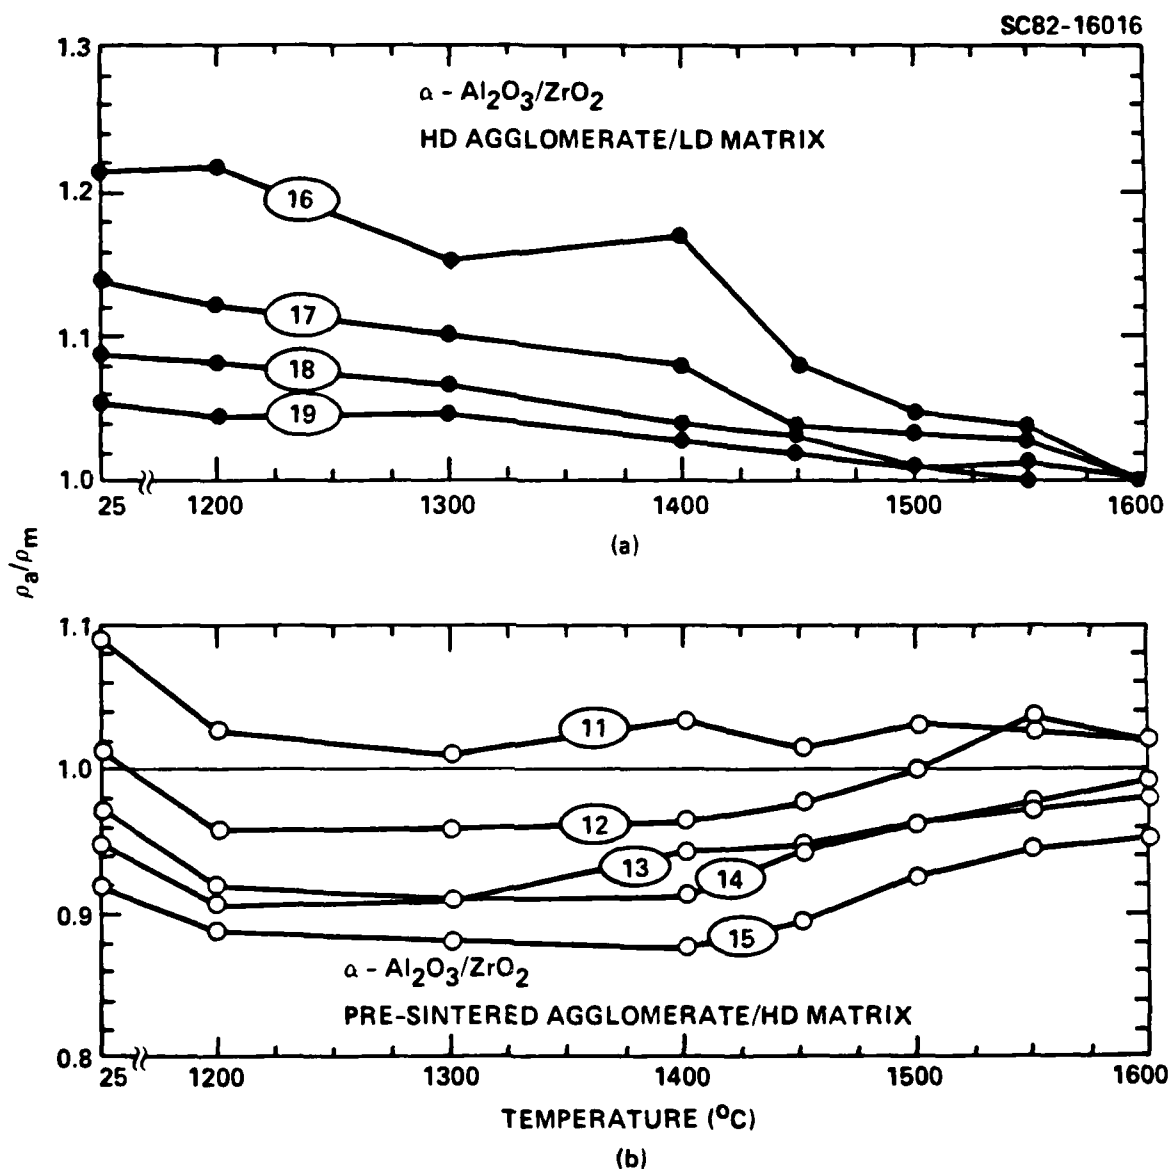 SC82-16016
1.3
α - Al2O3/ZrO2
HD AGGLOMERATE/LD MATRIX
1.2
16
17
1.1
18
19
1.0
25 1200 1300 1400 1500 1600
(a)
ρa/ρm
1.1
11
1.0
12
13
14
0.9
15
α - Al2O3/ZrO2
PRE-SINTERED AGGLOMERATE/HD MATRIX
0.8
25 1200 1300 1400 1500 1600
TEMPERATURE (°C)
(b)